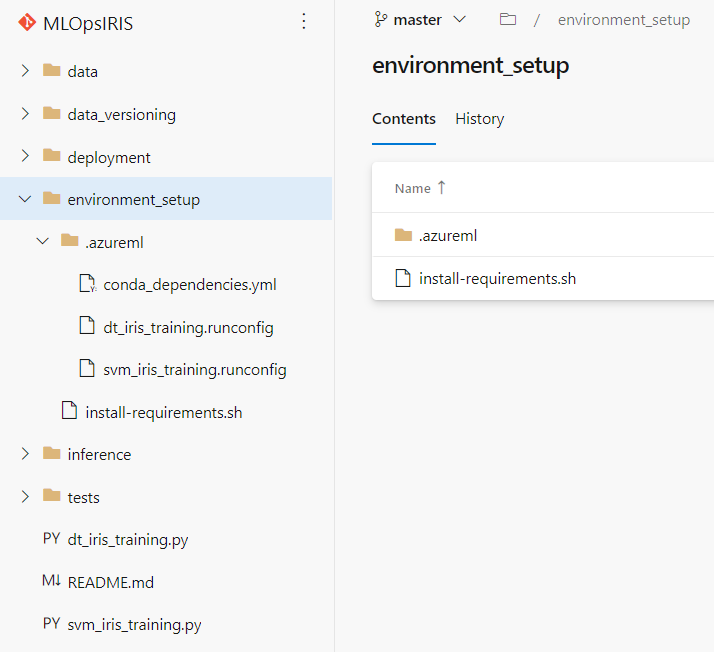 MLOpsIRIS
data
data_versioning
deployment
environment_setup
.azureml
conda_dependencies.yml
dt_iris_training.runconfig
svm_iris_training.runconfig
install-requirements.sh
inference
tests
PY dt_iris_training.py
M↓ README.md
PY svm_iris_training.py
master / environment_setup
environment_setup
Contents History
Name ↑
.azureml
install-requirements.sh